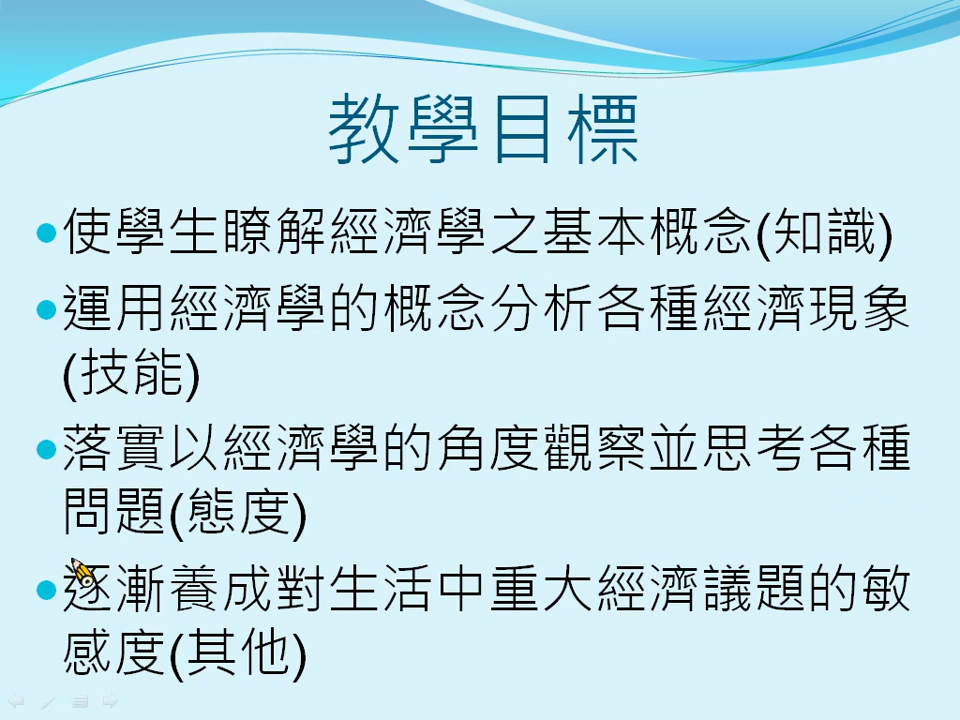 教學目標
使學生瞭解經濟學之基本概念(知識)
運用經濟學的概念分析各種經濟現象
(技能)
落實以經濟學的角度觀察並思考各種
問題(態度)
逐漸養成對生活中重大經濟議題的敏
感度(其他)